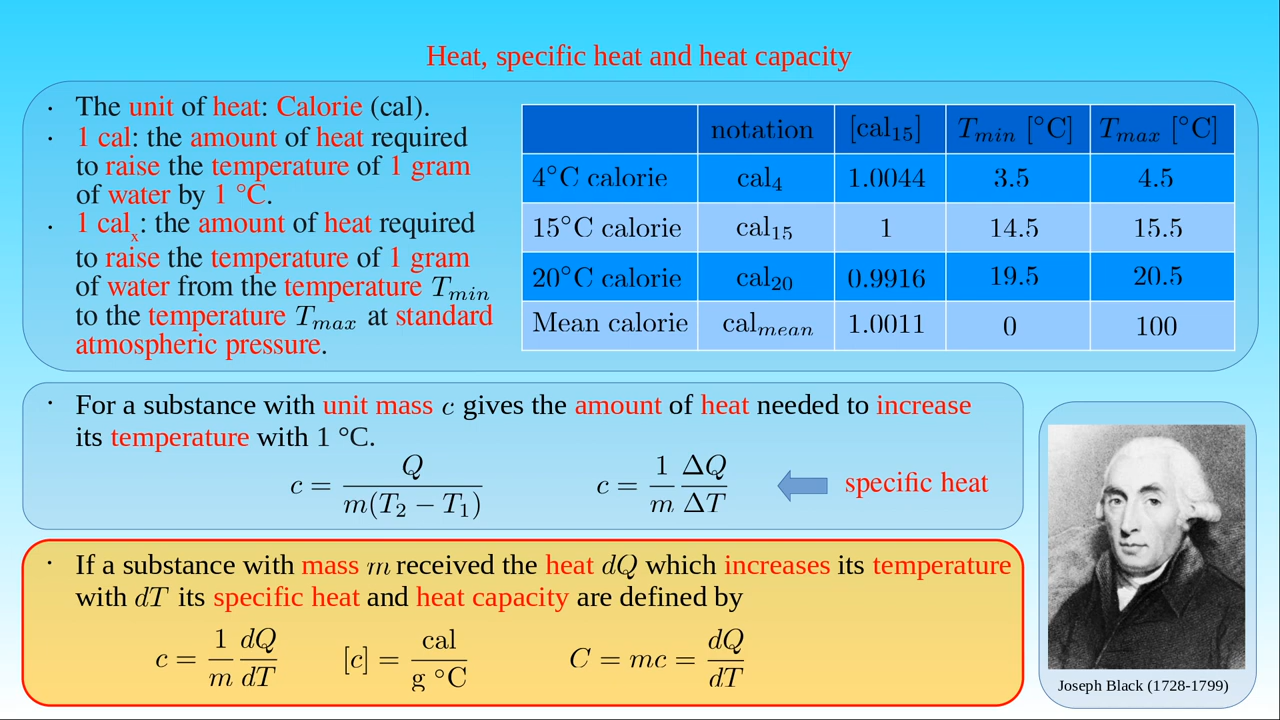 Heat, specific heat and heat capacity
· The unit of heat: Calorie (cal).
· 1 cal: the amount of heat required
to raise the temperature of 1 gram
of water by 1 °C.
· 1 calₓ: the amount of heat required
to raise the temperature of 1 gram
of water from the temperature T_min
to the temperature T_max at standard
atmospheric pressure.
notation [cal₁₅] T_min [°C] T_max [°C]
4°C calorie cal₄ 1.0044 3.5 4.5
15°C calorie cal₁₅ 1 14.5 15.5
20°C calorie cal₂₀ 0.9916 19.5 20.5
Mean calorie cal_mean 1.0011 0 100
· For a substance with unit mass c gives the amount of heat needed to increase
its temperature with 1 °C.
c = Q / m(T₂ − T₁) c = 1/m ΔQ/ΔT specific heat
· If a substance with mass m received the heat dQ which increases its temperature
with dT its specific heat and heat capacity are defined by
c = 1/m dQ/dT [c] = cal / g °C C = mc = dQ/dT
Joseph Black (1728-1799)